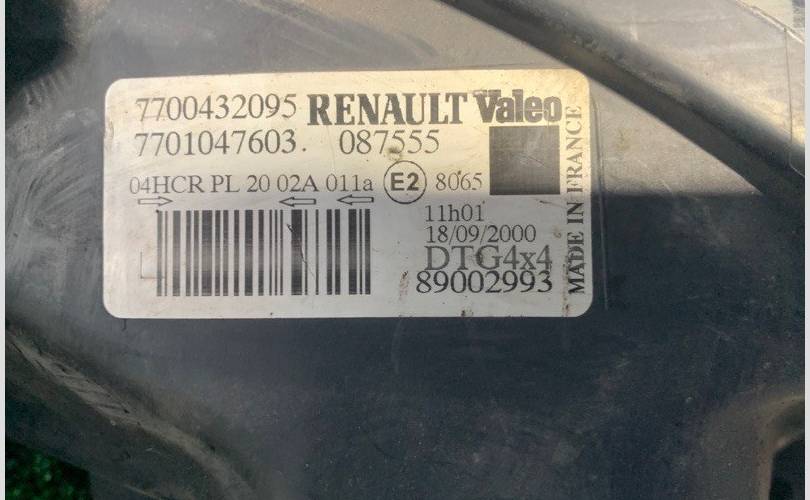 7700432095 RENAULT Valeo
7701047603. 087555
04HCR PL 20 02A 011a E2 8065
11h01
18/09/2000
DTG4x4
89002993
MADE IN FRANCE